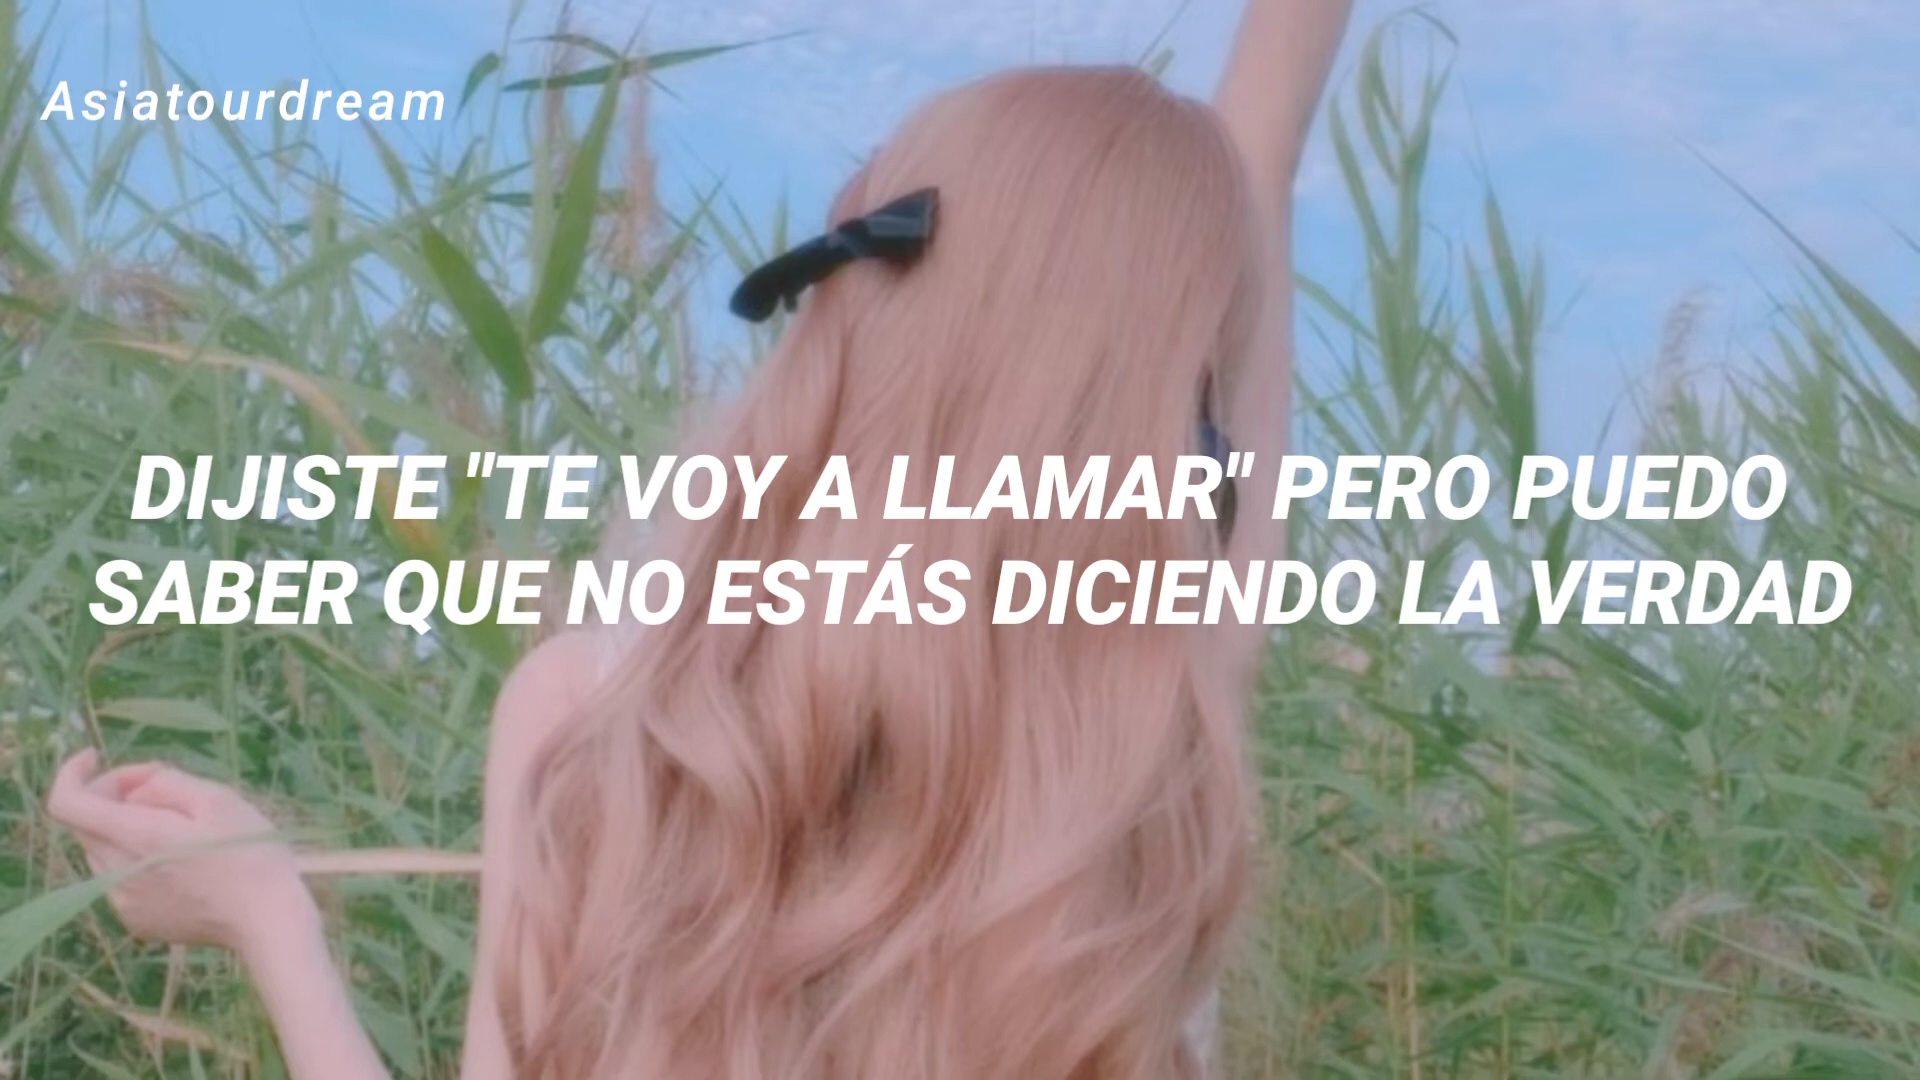 Asiatourdream
DIJISTE "TE VOY A LLAMAR" PERO PUEDO
SABER QUE NO ESTÁS DICIENDO LA VERDAD